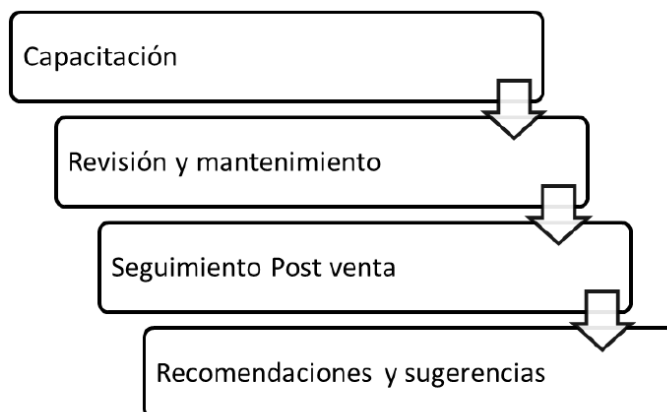 Capacitación
Revisión y mantenimiento
Seguimiento Post venta
Recomendaciones y sugerencias